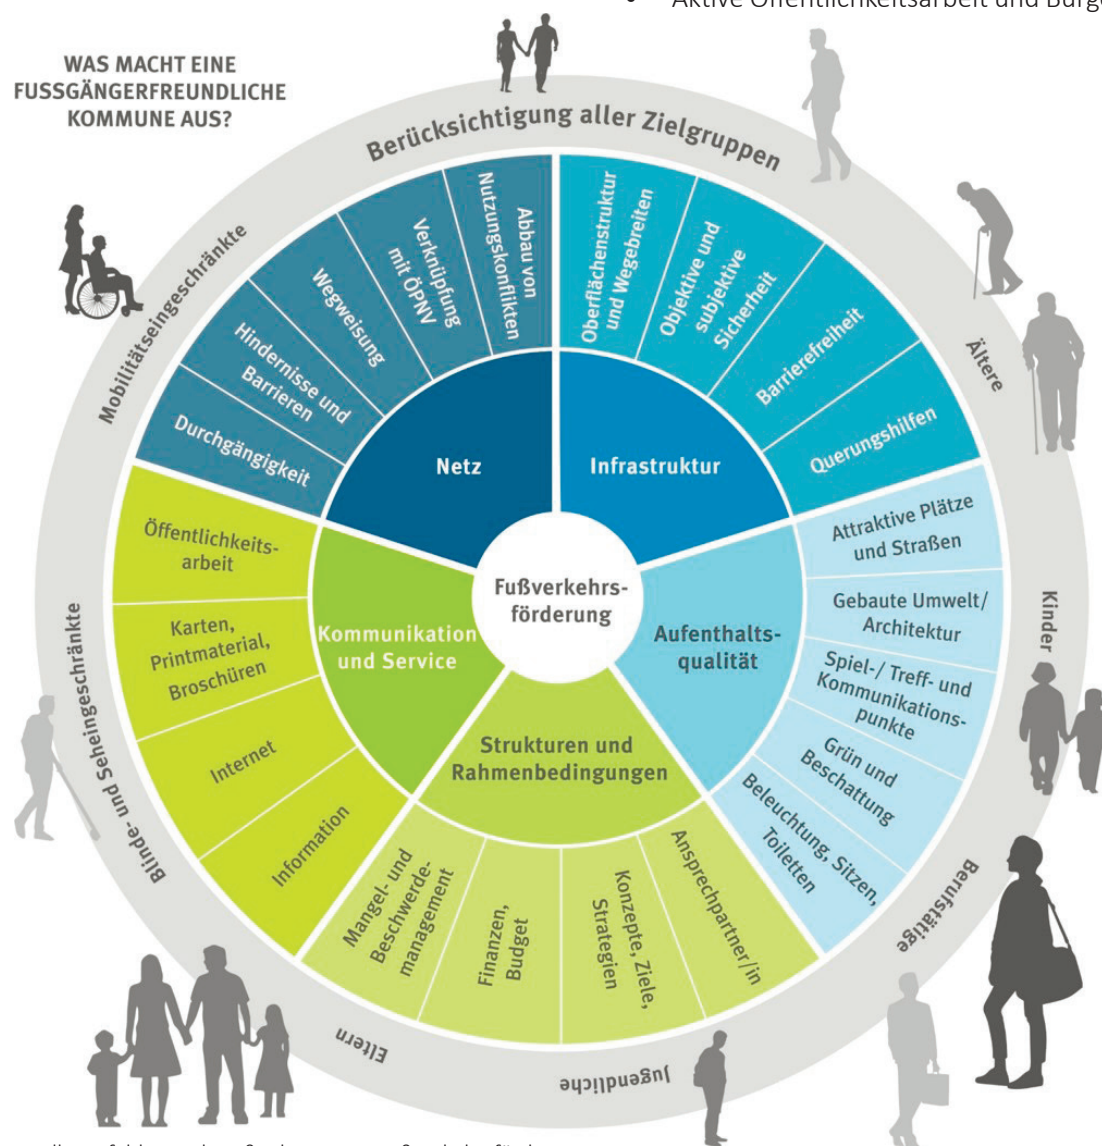 Aktive Öffentlichkeitsarbeit und
WAS MACHT EINE
FUSSGÄNGERFREUNDLICHE
KOMMUNE AUS?
Berücksichtigung aller Zielgruppen
Mobilitätseingeschränkte
Ältere
Kinder
Berufstätige
Jugendliche
Eltern
Blinde- und Seheingeschränkte
Fußverkehrs-
förderung
Netz
Durchgängigkeit
Hindernisse und
Barrieren
Wegweisung
Verknüpfung
mit ÖPNV
Abbau von
Nutzungskonflikten
Infrastruktur
Oberflächenstruktur
und Wegebreiten
Objektive und
subjektive
Sicherheit
Barrierefreiheit
Querungshilfen
Aufenthalts-
qualität
Attraktive Plätze
und Straßen
Gebaute Umwelt/
Architektur
Spiel-/ Treff- und
Kommunikations-
punkte
Grün und
Beschattung
Beleuchtung, Sitzen,
Toiletten
Strukturen und
Rahmenbedingungen
Ansprechpartner/in
Konzepte, Ziele,
Strategien
Finanzen,
Budget
Mangel- und
Beschwerde-
management
Kommunikation
und Service
Information
Internet
Karten,
Printmaterial,
Broschüren
Öffentlichkeits-
arbeit